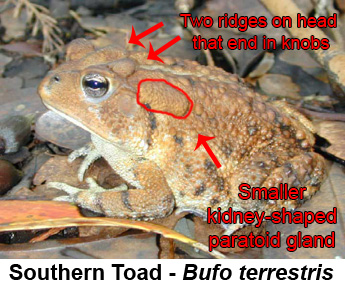 Two ridges on head
that end in knobs
Smaller
kidney-shaped
paratoid gland
Southern Toad - Bufo terrestris